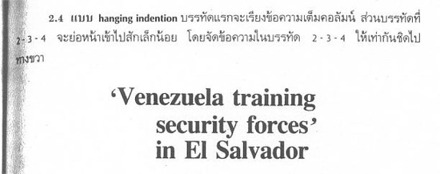 2.4 แบบ hanging indention บรรทัดแรกจะเรียงข้อความเต็มคอลัมน์ ส่วนบรรทัดที่
2-3-4 จะย่อหน้าเข้าไปสักเล็กน้อย โดยจัดข้อความในบรรทัด 2-3-4 ให้เท่ากันชิดไป
ทางขวา
‘Venezuela training
security forces’
in El Salvador